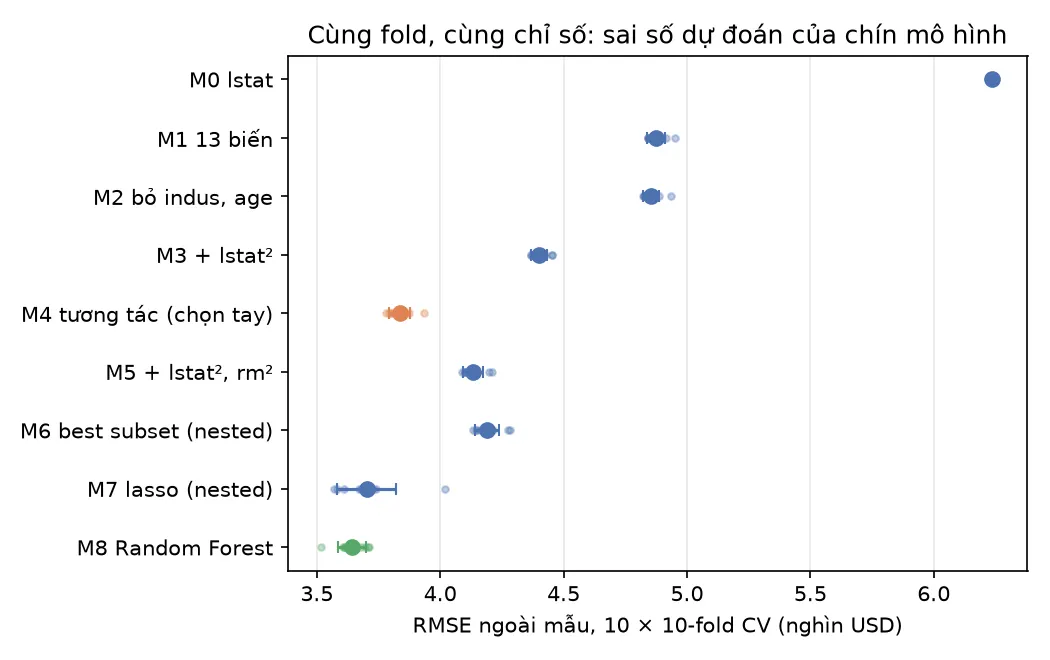 Cùng fold, cùng chỉ số: sai số dự đoán của chín mô hình
M0 lstat
M1 13 biến
M2 bỏ indus, age
M3 + lstat²
M4 tương tác (chọn tay)
M5 + lstat², rm²
M6 best subset (nested)
M7 lasso (nested)
M8 Random Forest
3.5 4.0 4.5 5.0 5.5 6.0
RMSE ngoài mẫu, 10 × 10-fold CV (nghìn USD)